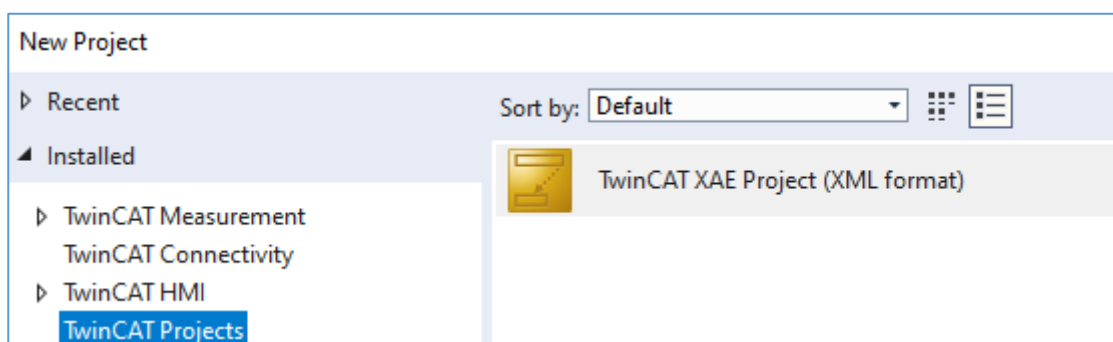 New Project
Recent
Installed
TwinCAT Measurement
TwinCAT Connectivity
TwinCAT HMI
TwinCAT Projects
Sort by: Default
TwinCAT XAE Project (XML format)